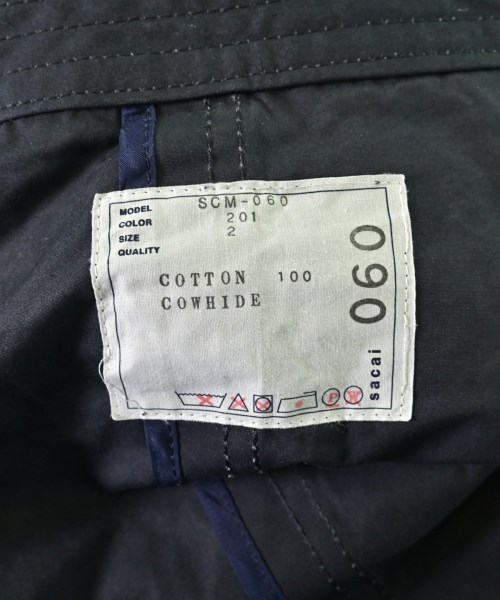 MODEL SCM-060
COLOR 201
SIZE 2
QUALITY
COTTON 100
COWHIDE
060
sacai
P W